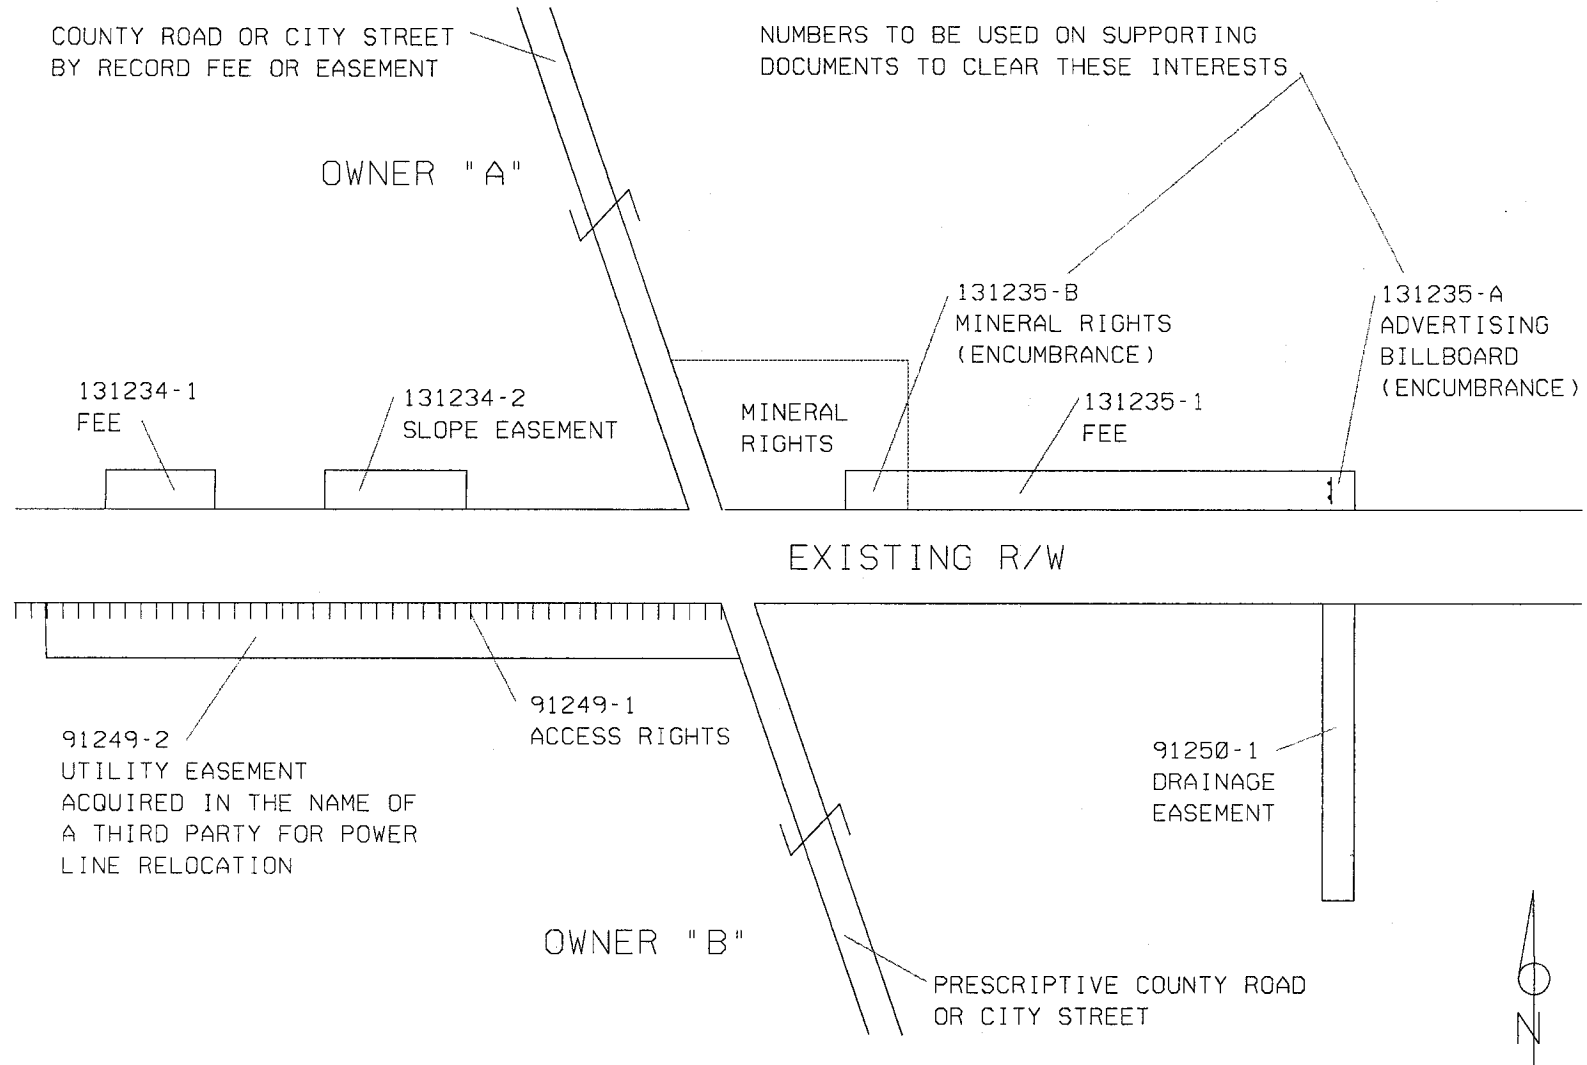 COUNTY ROAD OR CITY STREET
BY RECORD FEE OR EASEMENT
NUMBERS TO BE USED ON SUPPORTING
DOCUMENTS TO CLEAR THESE INTERESTS
OWNER "A"
131235-B
MINERAL RIGHTS
(ENCUMBRANCE)
131235-A
ADVERTISING
BILLBOARD
(ENCUMBRANCE)
131234-1
FEE
131234-2
SLOPE EASEMENT
MINERAL
RIGHTS
131235-1
FEE
EXISTING R/W
91249-1
ACCESS RIGHTS
91249-2
UTILITY EASEMENT
ACQUIRED IN THE NAME OF
A THIRD PARTY FOR POWER
LINE RELOCATION
91250-1
DRAINAGE
EASEMENT
OWNER "B"
PRESCRIPTIVE COUNTY ROAD
OR CITY STREET
N